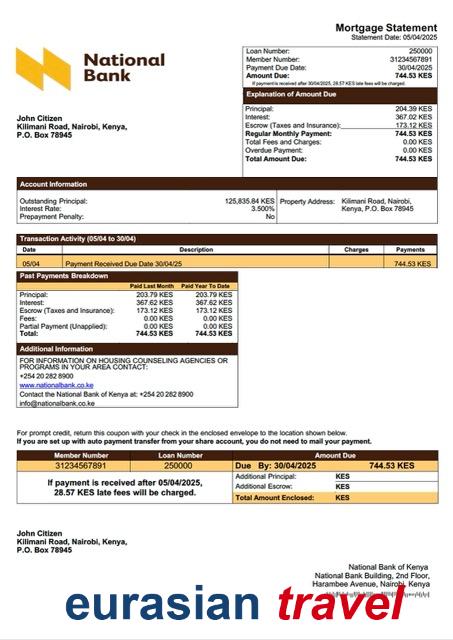 Mortgage Statement
Statement Date: 05/04/2025
National
Bank
Loan Number: 250000
Member Number: 31234567891
Payment Due Date: 30/04/2025
Amount Due: 744.53 KES
If payment is received after 30/04/2025, 28.57 KES late fees will be charged.
John Citizen
Kilimani Road, Nairobi, Kenya,
P.O. Box 78945
Explanation of Amount Due
Principal: 204.39 KES
Interest: 367.02 KES
Escrow (Taxes and Insurance): 173.12 KES
Regular Monthly Payment: 744.53 KES
Total Fees and Charges: 0.00 KES
Overdue Payment: 0.00 KES
Total Amount Due: 744.53 KES
Account Information
Outstanding Principal: 125,835.84 KES
Interest Rate: 3.500%
Prepayment Penalty: No
Property Address: Kilimani Road, Nairobi,
Kenya, P.O. Box 78945
Transaction Activity (05/04 to 30/04)
Date Description Charges Payments
05/04 Payment Received Due Date 30/04/25 744.53 KES
Past Payments Breakdown
Paid Last Month Paid Year To Date
Principal: 203.79 KES 203.79 KES
Interest: 367.62 KES 367.62 KES
Escrow (Taxes and Insurance): 173.12 KES 173.12 KES
Fees: 0.00 KES 0.00 KES
Partial Payment (Unapplied): 0.00 KES 0.00 KES
Total: 744.53 KES 744.53 KES
Additional Information
FOR INFORMATION ON HOUSING COUNSELING AGENCIES OR
PROGRAMS IN YOUR AREA CONTACT:
+254 20 282 8900
www.nationalbank.co.ke
Contact the National Bank of Kenya at: +254 20 282 8900
info@nationalbank.co.ke
For prompt credit, return this coupon with your check in the enclosed envelope to the location shown below.
If you are set up with auto payment transfer from your share account, you do not need to mail your payment.
Member Number Loan Number Amount Due
31234567891 250000 Due By: 30/04/2025 744.53 KES
If payment is received after 05/04/2025,
28.57 KES late fees will be charged.
Additional Principal: KES
Additional Escrow: KES
Total Amount Enclosed: KES
John Citizen
Kilimani Road, Nairobi, Kenya,
P.O. Box 78945
National Bank of Kenya
National Bank Building, 2nd Floor,
Harambee Avenue, Nairobi, Kenya
eurasian travel